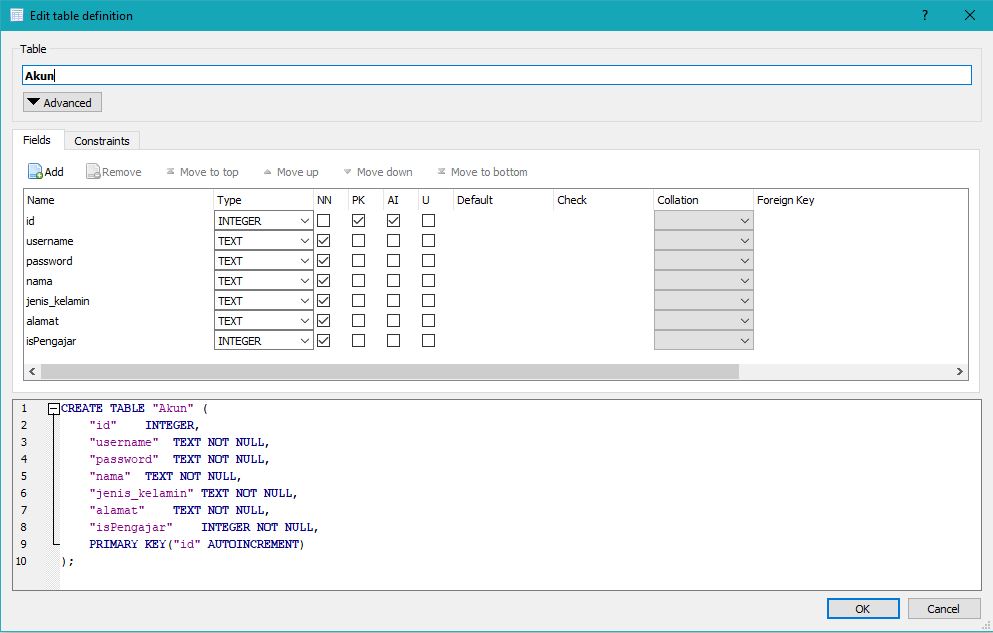 Edit table definition
?
Table
Akun
Advanced
Fields Constraints
Add Remove Move to top Move up Move down Move to bottom
Name Type NN PK AI U Default Check Collation Foreign Key
id INTEGER
username TEXT
password TEXT
nama TEXT
jenis_kelamin TEXT
alamat TEXT
isPengajar INTEGER
1 CREATE TABLE "Akun" (
2 "id" INTEGER,
3 "username" TEXT NOT NULL,
4 "password" TEXT NOT NULL,
5 "nama" TEXT NOT NULL,
6 "jenis_kelamin" TEXT NOT NULL,
7 "alamat" TEXT NOT NULL,
8 "isPengajar" INTEGER NOT NULL,
9 PRIMARY KEY("id" AUTOINCREMENT)
10 );
OK Cancel